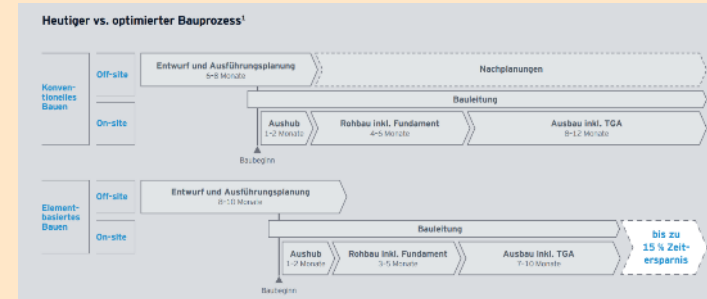 Heutiger vs. optimierter Bauprozess¹
Konven-
tionelles
Bauen
Off-site
Entwurf und Ausführungsplanung
6–8 Monate
Nachplanungen
Bauleitung
On-site
Aushub
1–2 Monate
Rohbau inkl. Fundament
4–5 Monate
Ausbau inkl. TGA
8–12 Monate
Baubeginn
Element-
basiertes
Bauen
Off-site
Entwurf und Ausführungsplanung
8–10 Monate
Bauleitung
On-site
Aushub
1–2 Monate
Rohbau inkl. Fundament
3–5 Monate
Ausbau inkl. TGA
7–10 Monate
bis zu
15 % Zeit-
ersparnis
Baubeginn